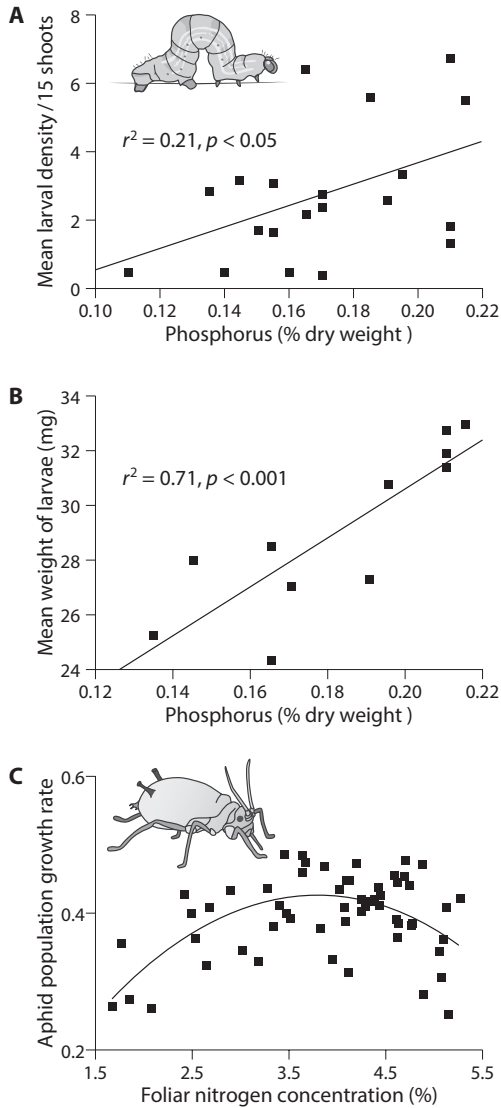 A
8
6
4
2
0
Mean larval density/15 shoots
r² = 0.21, p < 0.05
0.10 0.12 0.14 0.16 0.18 0.20 0.22
Phosphorus (% dry weight )
B
34
32
30
28
26
24
Mean weight of larvae (mg)
r² = 0.71, p < 0.001
0.12 0.14 0.16 0.18 0.20 0.22
Phosphorus (% dry weight )
C
0.6
0.4
0.2
Aphid population growth rate
1.5 2.5 3.5 4.5 5.5
Foliar nitrogen concentration (%)